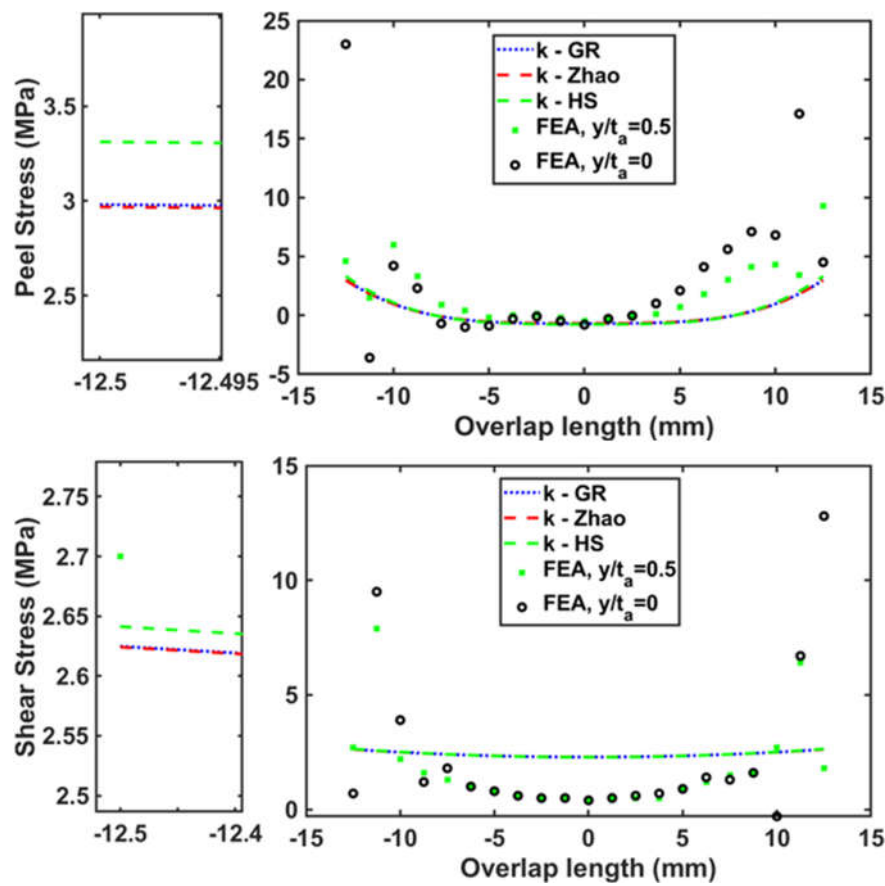 Peel Stress (MPa)
3.5
3
2.5
-12.5
-12.495
25
20
15
10
5
0
-5
-15
-10
-5
0
5
10
15
Overlap length (mm)
k - GR
k - Zhao
k - HS
FEA, y/t_a=0.5
FEA, y/t_a=0
Shear Stress (MPa)
2.75
2.7
2.65
2.6
2.55
2.5
-12.5
-12.4
15
10
5
0
-15
-10
-5
0
5
10
15
Overlap length (mm)
k - GR
k - Zhao
k - HS
FEA, y/t_a=0.5
FEA, y/t_a=0